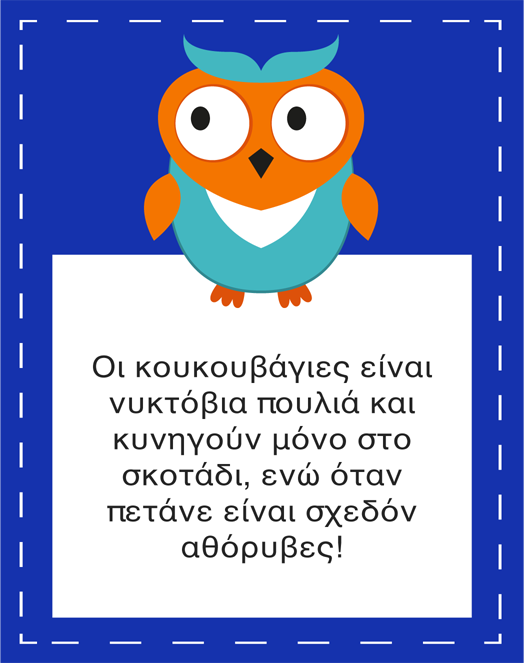 Οι κουκουβάγιες είναι
νυκτόβια πουλιά και
κυνηγούν μόνο στο
σκοτάδι, ενώ όταν
πετάνε είναι σχεδόν
αθόρυβες!